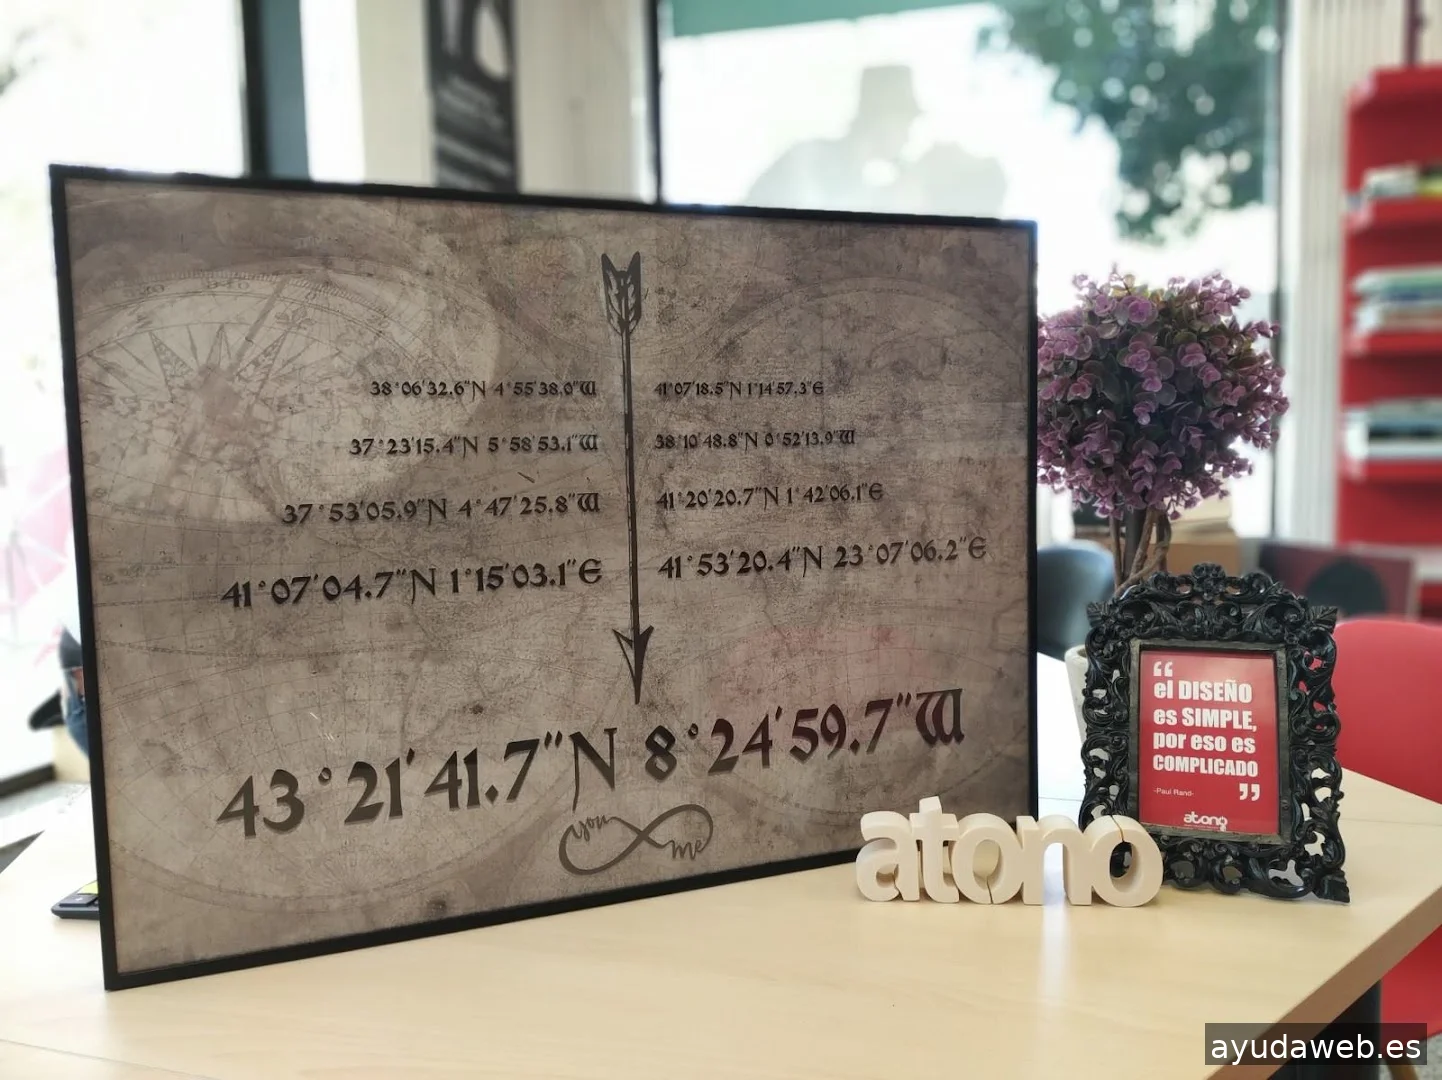 38°06'32.6"N 4°55'38.0"W
37°23'15.4"N 5°58'53.1"W
37°53'05.9"N 4°47'25.8"W
41°07'04.7"N 1°15'03.1"E
41°07'18.5"N 1°14'57.3"E
38°10'48.8"N 0°52'13.9"W
41°20'20.7"N 1°42'06.1"E
41°53'20.4"N 23°07'06.2"E
43°21'41.7"N 8°24'59.7"W
you
me
atono
“
el DISEÑO
es SIMPLE,
por eso es
COMPLICADO
-Paul Rand-
”
atono
ayudaweb.es